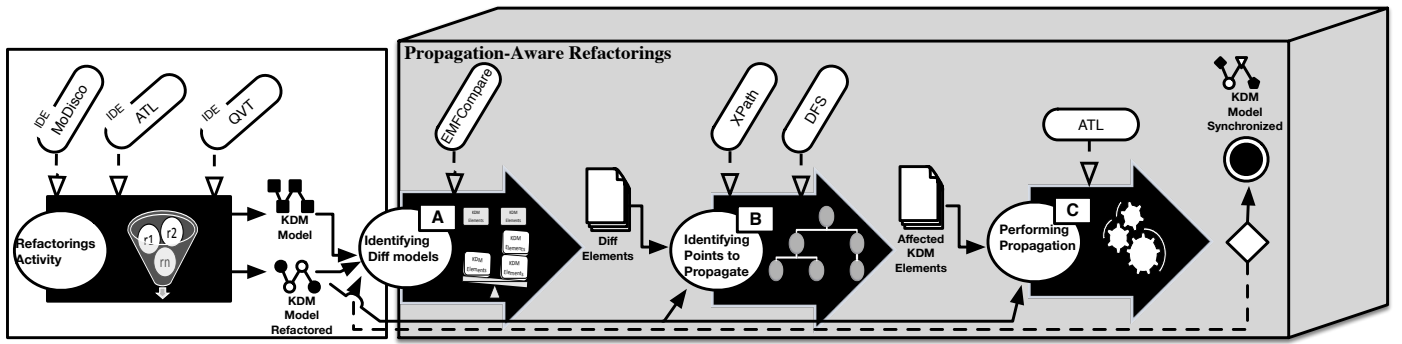 Propagation-Aware Refactorings
IDE
MoDisco
IDE
ATL
IDE
QVT
Refactorings
Activity
r1
r2
rn
KDM
Model
KDM
Model
Refactored
EMFCompare
A
Identifying
Diff models
KDM
Elements
KDM
Elements
KDM
Elements
KDM
Elements
KDM
Elements
Diff
Elements
XPath
DFS
B
Identifying
Points to
Propagate
Affected
KDM
Elements
ATL
C
Performing
Propagation
KDM
Model
Synchronized